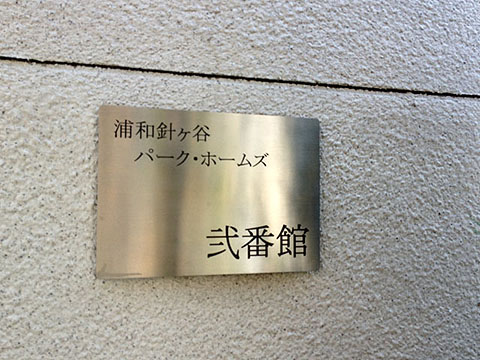 浦和針ヶ谷
パーク・ホームズ
弐番館